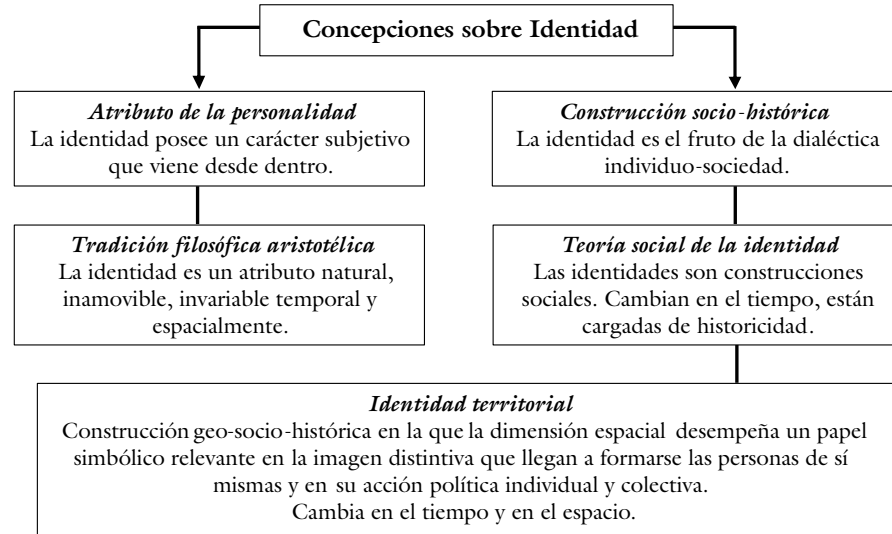 Concepciones sobre Identidad
Atributo de la personalidad
La identidad posee un carácter subjetivo
que viene desde dentro.
Construcción socio-histórica
La identidad es el fruto de la dialéctica
individuo-sociedad.
Tradición filosófica aristotélica
La identidad es un atributo natural,
inamovible, invariable temporal y
espacialmente.
Teoría social de la identidad
Las identidades son construcciones
sociales. Cambian en el tiempo, están
cargadas de historicidad.
Identidad territorial
Construcción geo-socio-histórica en la que la dimensión espacial desempeña un papel
simbólico relevante en la imagen distintiva que llegan a formarse las personas de sí
mismas y en su acción política individual y colectiva.
Cambia en el tiempo y en el espacio.